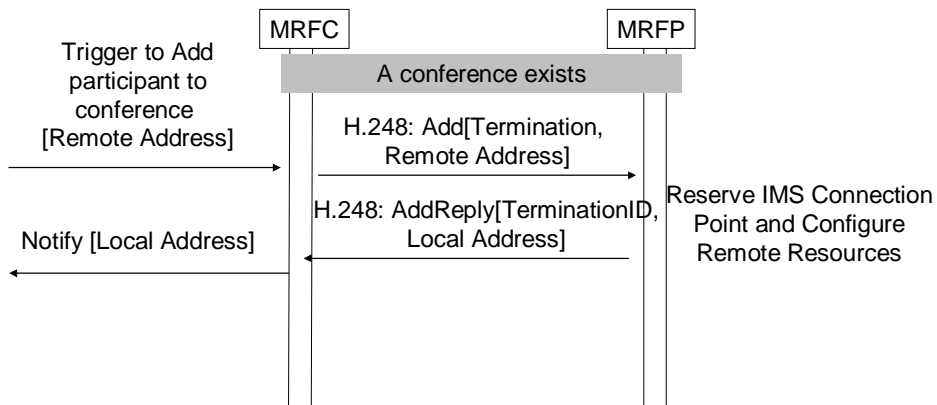 MRFC
MRFP
Trigger to Add
participant to
conference
[Remote Address]
A conference exists
H.248: Add[Termination,
Remote Address]
H.248: AddReply[TerminationID,
Local Address]
Reserve IMS Connection
Point and Configure
Remote Resources
Notify [Local Address]